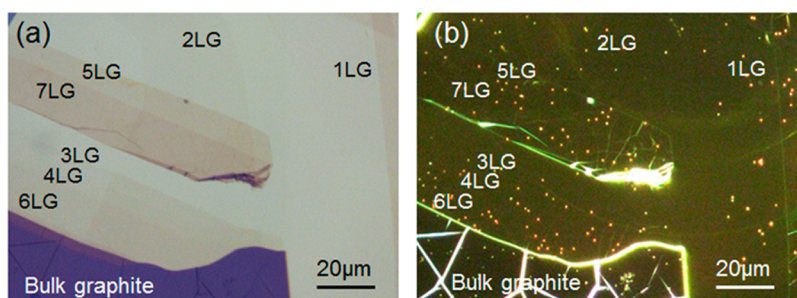 (a)
2LG
5LG
1LG
7LG
3LG
4LG
6LG
Bulk graphite
20μm
(b)
2LG
5LG
1LG
7LG
3LG
4LG
6LG
Bulk graphite
20μm